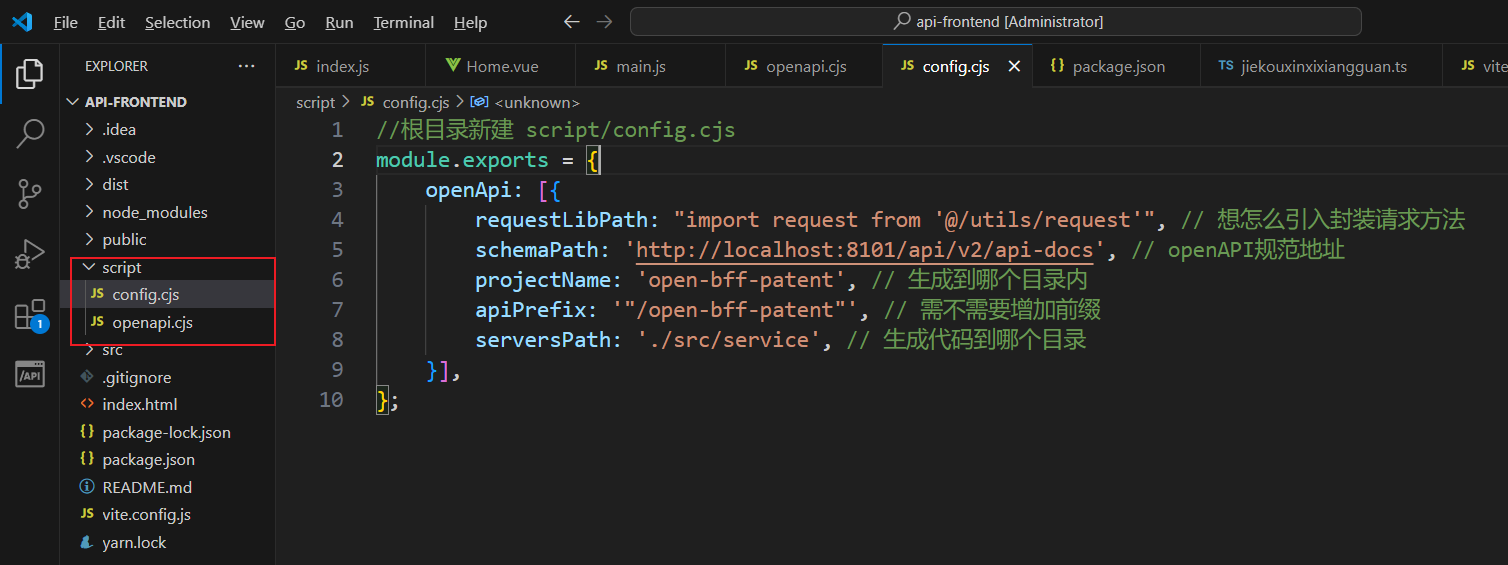 File Edit Selection View Go Run Terminal Help
api-frontend [Administrator]
EXPLORER
JS index.js
Home.vue
JS main.js
JS openapi.cjs
JS config.cjs
{} package.json
TS jiekouxinxixiangguan.ts
JS vite
script > JS config.cjs > <unknown>
API-FRONTEND
.idea
.vscode
dist
node_modules
public
script
JS config.cjs
JS openapi.cjs
src
.gitignore
<> index.html
{} package-lock.json
{} package.json
README.md
JS vite.config.js
yarn.lock
1
/API
1 //根目录新建 script/config.cjs
2 module.exports = {
3 openApi: [{
4 requestLibPath: "import request from '@/utils/request'", // 想怎么引入封装请求方法
5 schemaPath: 'http://localhost:8101/api/v2/api-docs', // openAPI规范地址
6 projectName: 'open-bff-patent', // 生成到哪个目录内
7 apiPrefix: '"/open-bff-patent"', // 需不需要增加前缀
8 serversPath: './src/service', // 生成代码到哪个目录
9 }],
10 };